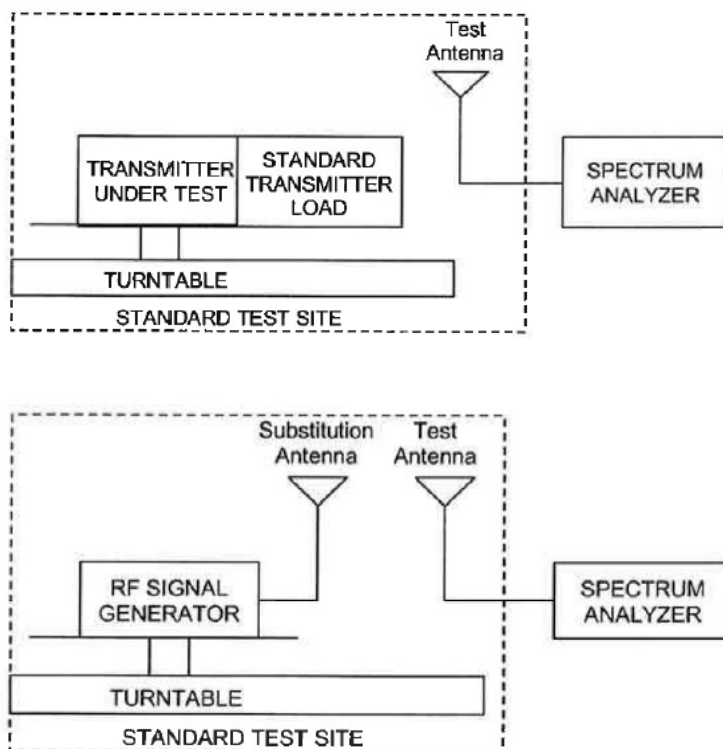 Test
Antenna
TRANSMITTER
UNDER TEST
STANDARD
TRANSMITTER
LOAD
SPECTRUM
ANALYZER
TURNTABLE
STANDARD TEST SITE
Substitution
Antenna
Test
Antenna
RF SIGNAL
GENERATOR
SPECTRUM
ANALYZER
TURNTABLE
STANDARD TEST SITE